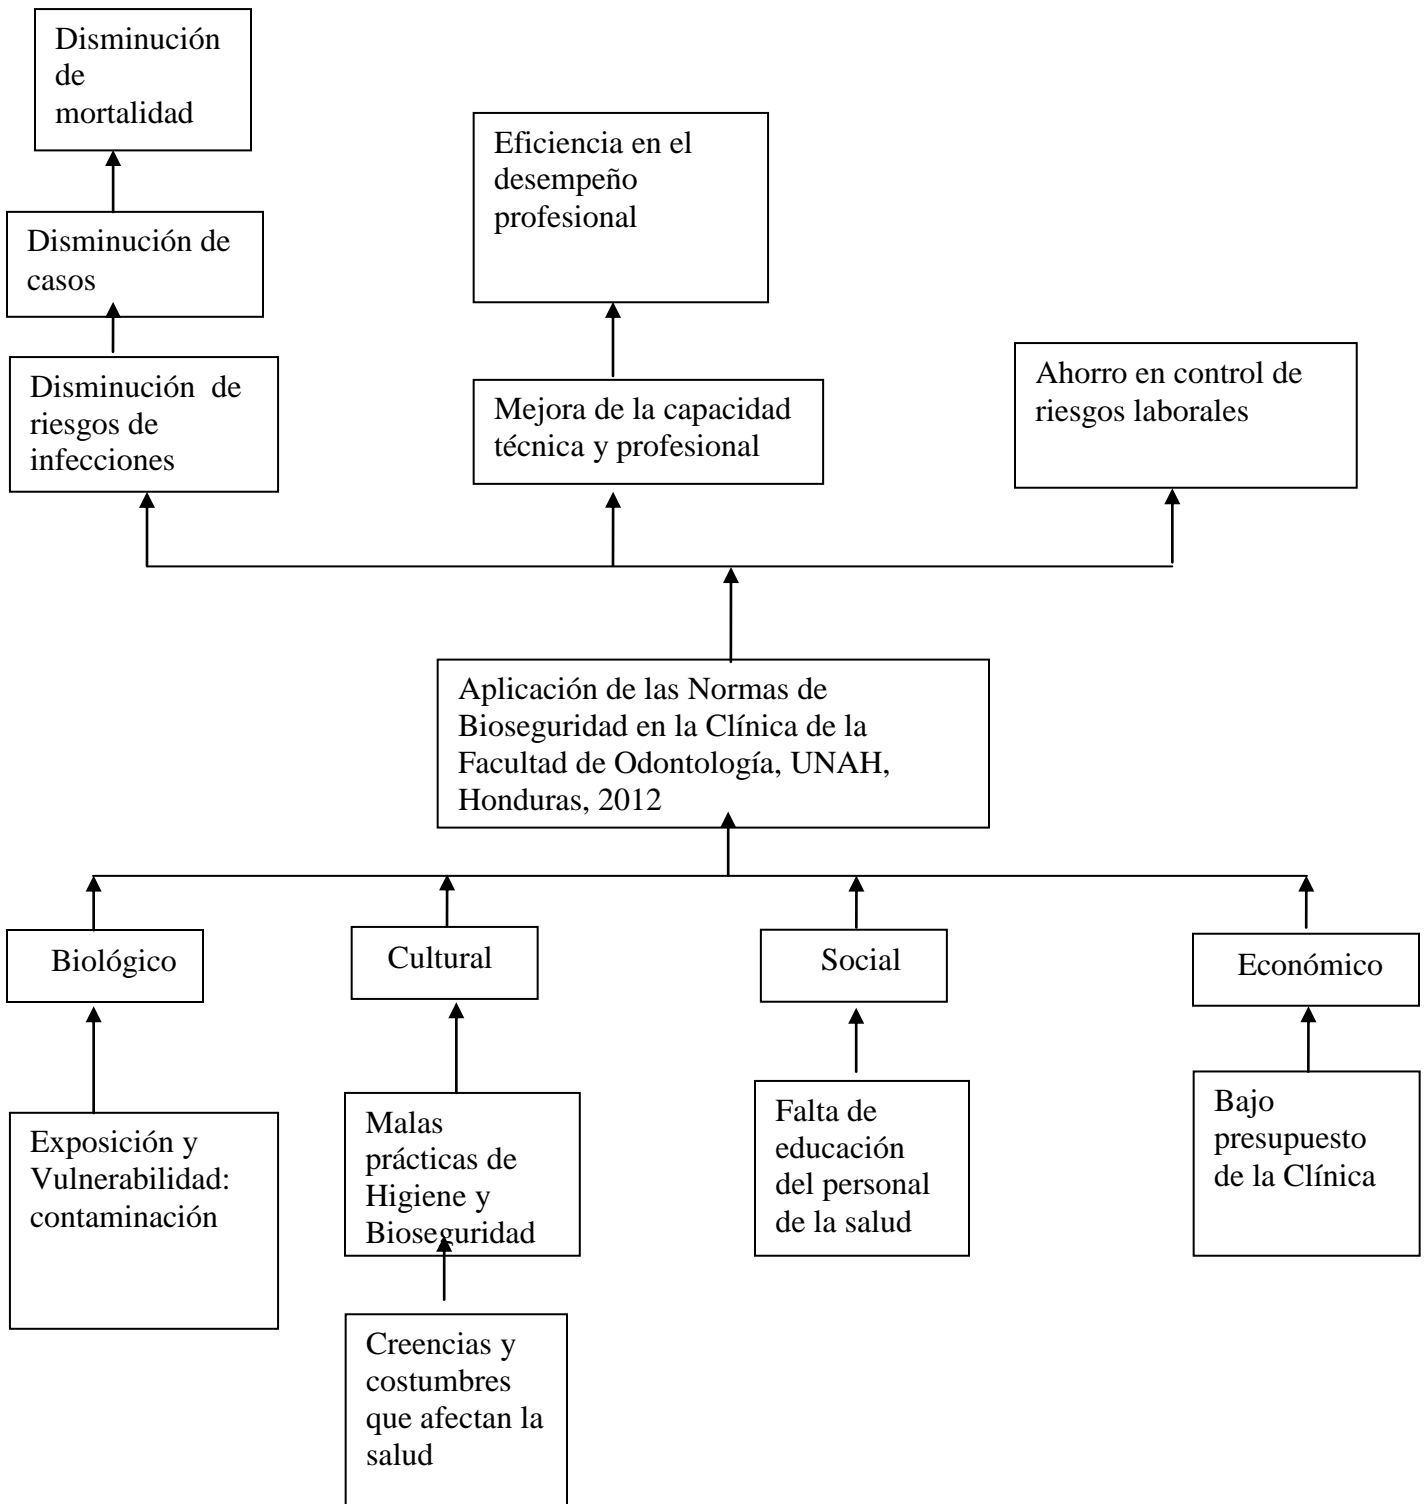 Disminución
de
mortalidad
Eficiencia en el
desempeño
profesional
Disminución de
casos
Disminución de
riesgos de
infecciones
Mejora de la capacidad
técnica y profesional
Ahorro en control de
riesgos laborales
Aplicación de las Normas de
Bioseguridad en la Clínica de la
Facultad de Odontología, UNAH,
Honduras, 2012
Biológico
Cultural
Social
Económico
Exposición y
Vulnerabilidad:
contaminación
Malas
prácticas de
Higiene y
Bioseguridad
Falta de
educación
del personal
de la salud
Bajo
presupuesto
de la Clínica
Creencias y
costumbres
que afectan la
salud